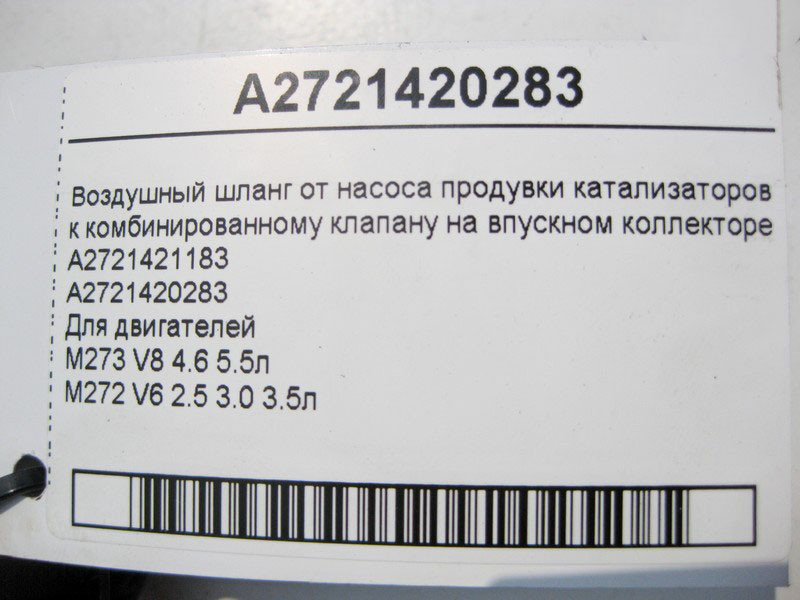 A2721420283
Воздушный шланг от насоса продувки катализаторов
к комбинированному клапану на впускном коллекторе
A2721421183
A2721420283
Для двигателей
M273 V8 4.6 5.5л
M272 V6 2.5 3.0 3.5л